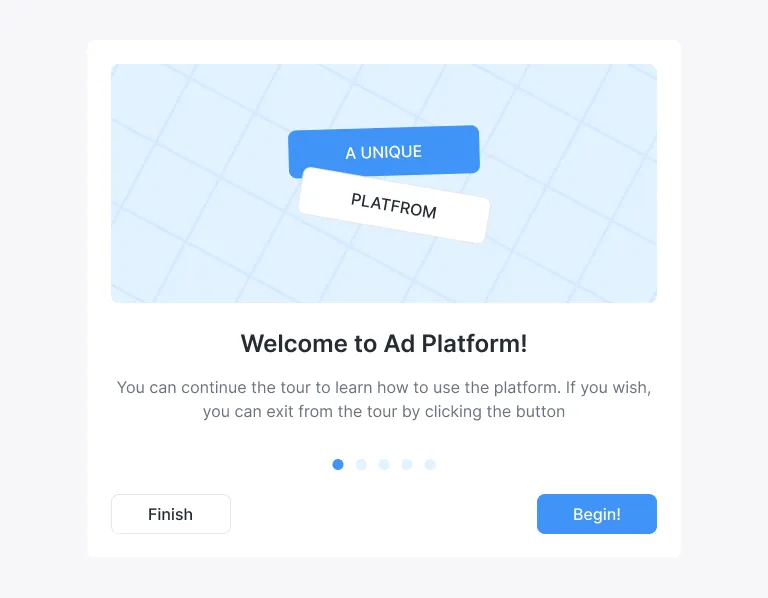 A UNIQUE
PLATFROM
Welcome to Ad Platform!
You can continue the tour to learn how to use the platform. If you wish,
you can exit from the tour by clicking the button
Finish
Begin!